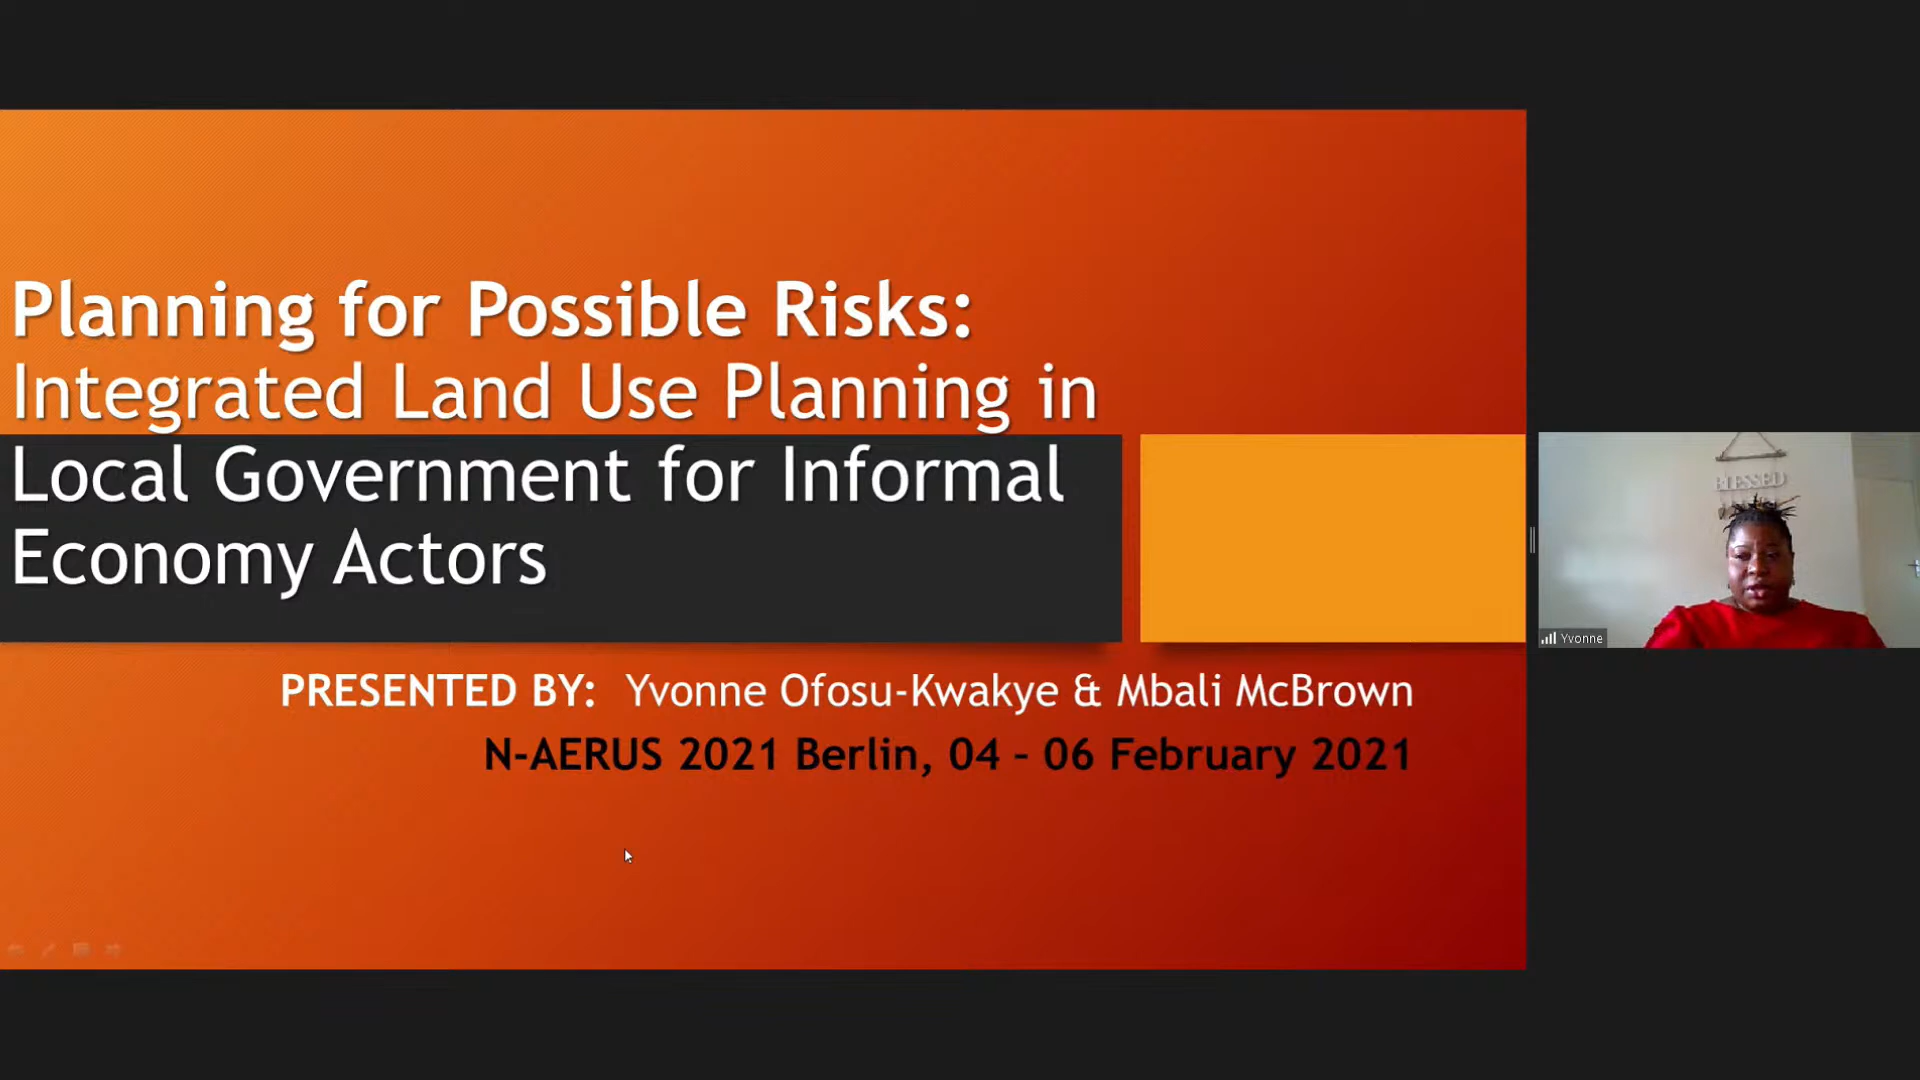 Planning for Possible Risks:
Integrated Land Use Planning in
Local Government for Informal
Economy Actors
PRESENTED BY: Yvonne Ofosu-Kwakye & Mbali McBrown
N-AERUS 2021 Berlin, 04 – 06 February 2021
BLESSED
Yvonne